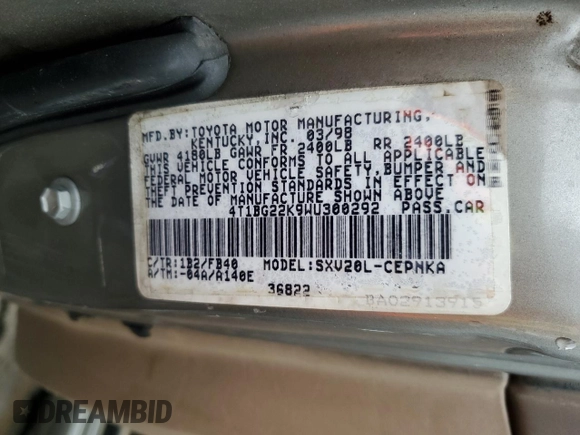 MFD.BY:TOYOTA MOTOR MANUFACTURING,
KENTUCKY, INC. 03/98
GVWR 4180LB GAWR FR 2400LB RR 2400LB
THIS VEHICLE CONFORMS TO ALL APPLICABLE
FEDERAL MOTOR VEHICLE SAFETY,BUMPER AND
THEFT PREVENTION STANDARDS IN EFFECT ON
THE DATE OF MANUFACTURE SHOWN ABOVE.
4T1BG22K9WU300292 PASS.CAR
C/TR:1B2/FB40 MODEL:SXV20L-CEPNKA
A/TM:-04A/A140E
36822
BA02913915
DREAMBID